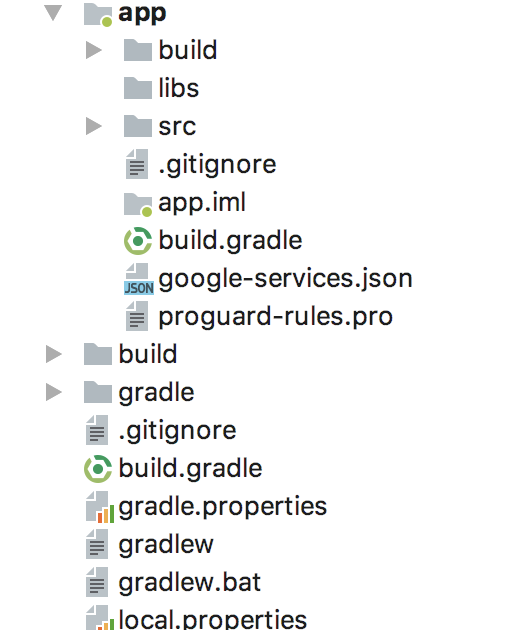 app
build
libs
src
.gitignore
app.iml
build.gradle
JSON google-services.json
proguard-rules.pro
build
gradle
.gitignore
build.gradle
gradle.properties
gradlew
gradlew.bat
local.properties